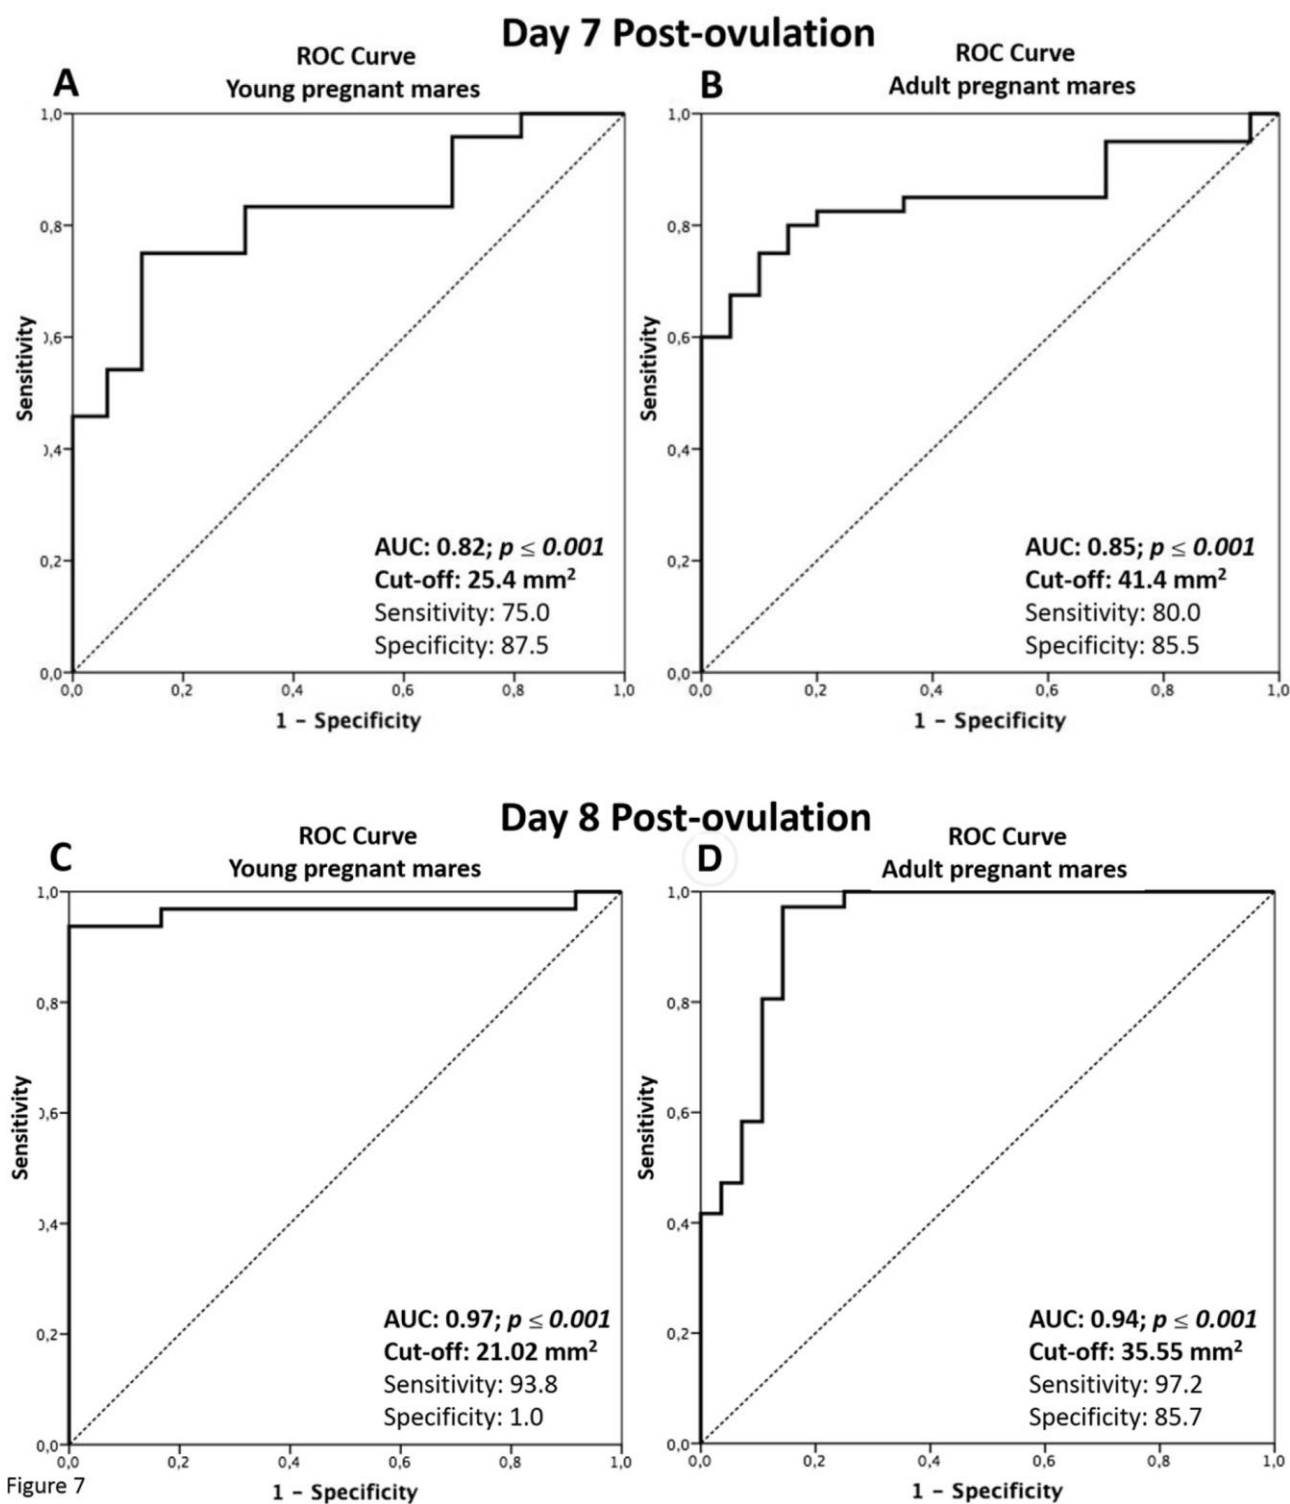 Day 7 Post-ovulation
A
ROC Curve
Young pregnant mares
1,0
0,8
),6
),4
0,2
0,0
Sensitivity
AUC: 0.82; p ≤ 0.001
Cut-off: 25.4 mm²
Sensitivity: 75.0
Specificity: 87.5
0,0 0,2 0,4 0,6 0,8 1,0
1 – Specificity
B
ROC Curve
Adult pregnant mares
1,0
0,8
0,6
0,4
0,2
0,0
Sensitivity
AUC: 0.85; p ≤ 0.001
Cut-off: 41.4 mm²
Sensitivity: 80.0
Specificity: 85.5
0,0 0,2 0,4 0,6 0,8 1,0
1 – Specificity
Day 8 Post-ovulation
C
ROC Curve
Young pregnant mares
1,0
0,8
),6
),4
0,2
0,0
Sensitivity
AUC: 0.97; p ≤ 0.001
Cut-off: 21.02 mm²
Sensitivity: 93.8
Specificity: 1.0
0,0 0,2 0,4 0,6 0,8 1,0
1 – Specificity
D
ROC Curve
Adult pregnant mares
1,0
0,8
0,6
0,4
0,2
0,0
Sensitivity
AUC: 0.94; p ≤ 0.001
Cut-off: 35.55 mm²
Sensitivity: 97.2
Specificity: 85.7
0,0 0,2 0,4 0,6 0,8 1,0
1 – Specificity
Figure 7